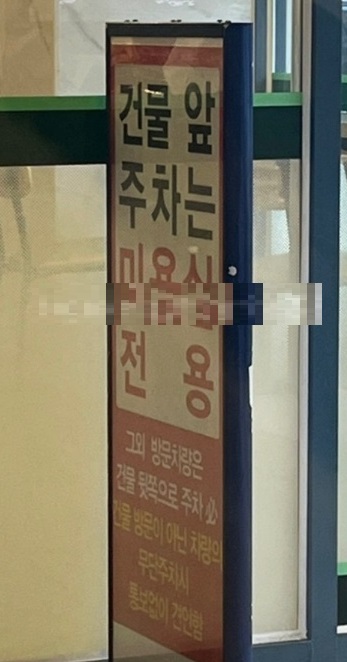 건물 앞
주차는
미용실
전 용
그외 방문차량은
건물 뒷쪽으로 주차 必
건물 방문이 아닌 차량의
무단주차시
통보없이 견인함